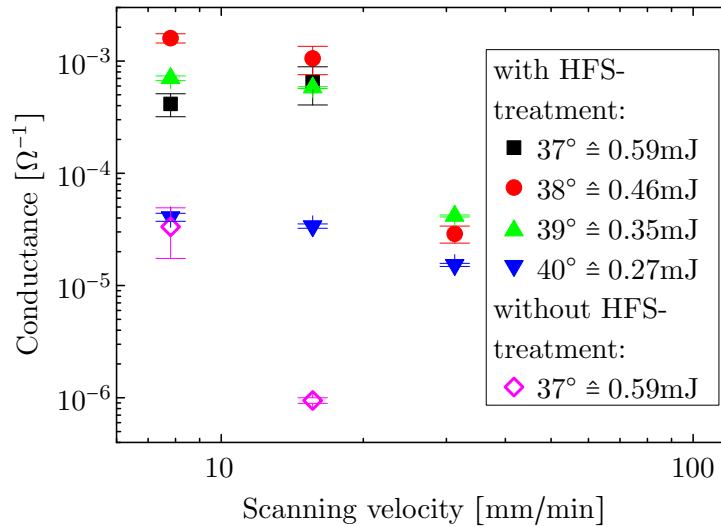 10⁻³
10⁻⁴
10⁻⁵
10⁻⁶
Conductance [Ω⁻¹]
with HFS-
treatment:
37° ≙ 0.59mJ
38° ≙ 0.46mJ
39° ≙ 0.35mJ
40° ≙ 0.27mJ
without HFS-
treatment:
37° ≙ 0.59mJ
10
100
Scanning velocity [mm/min]